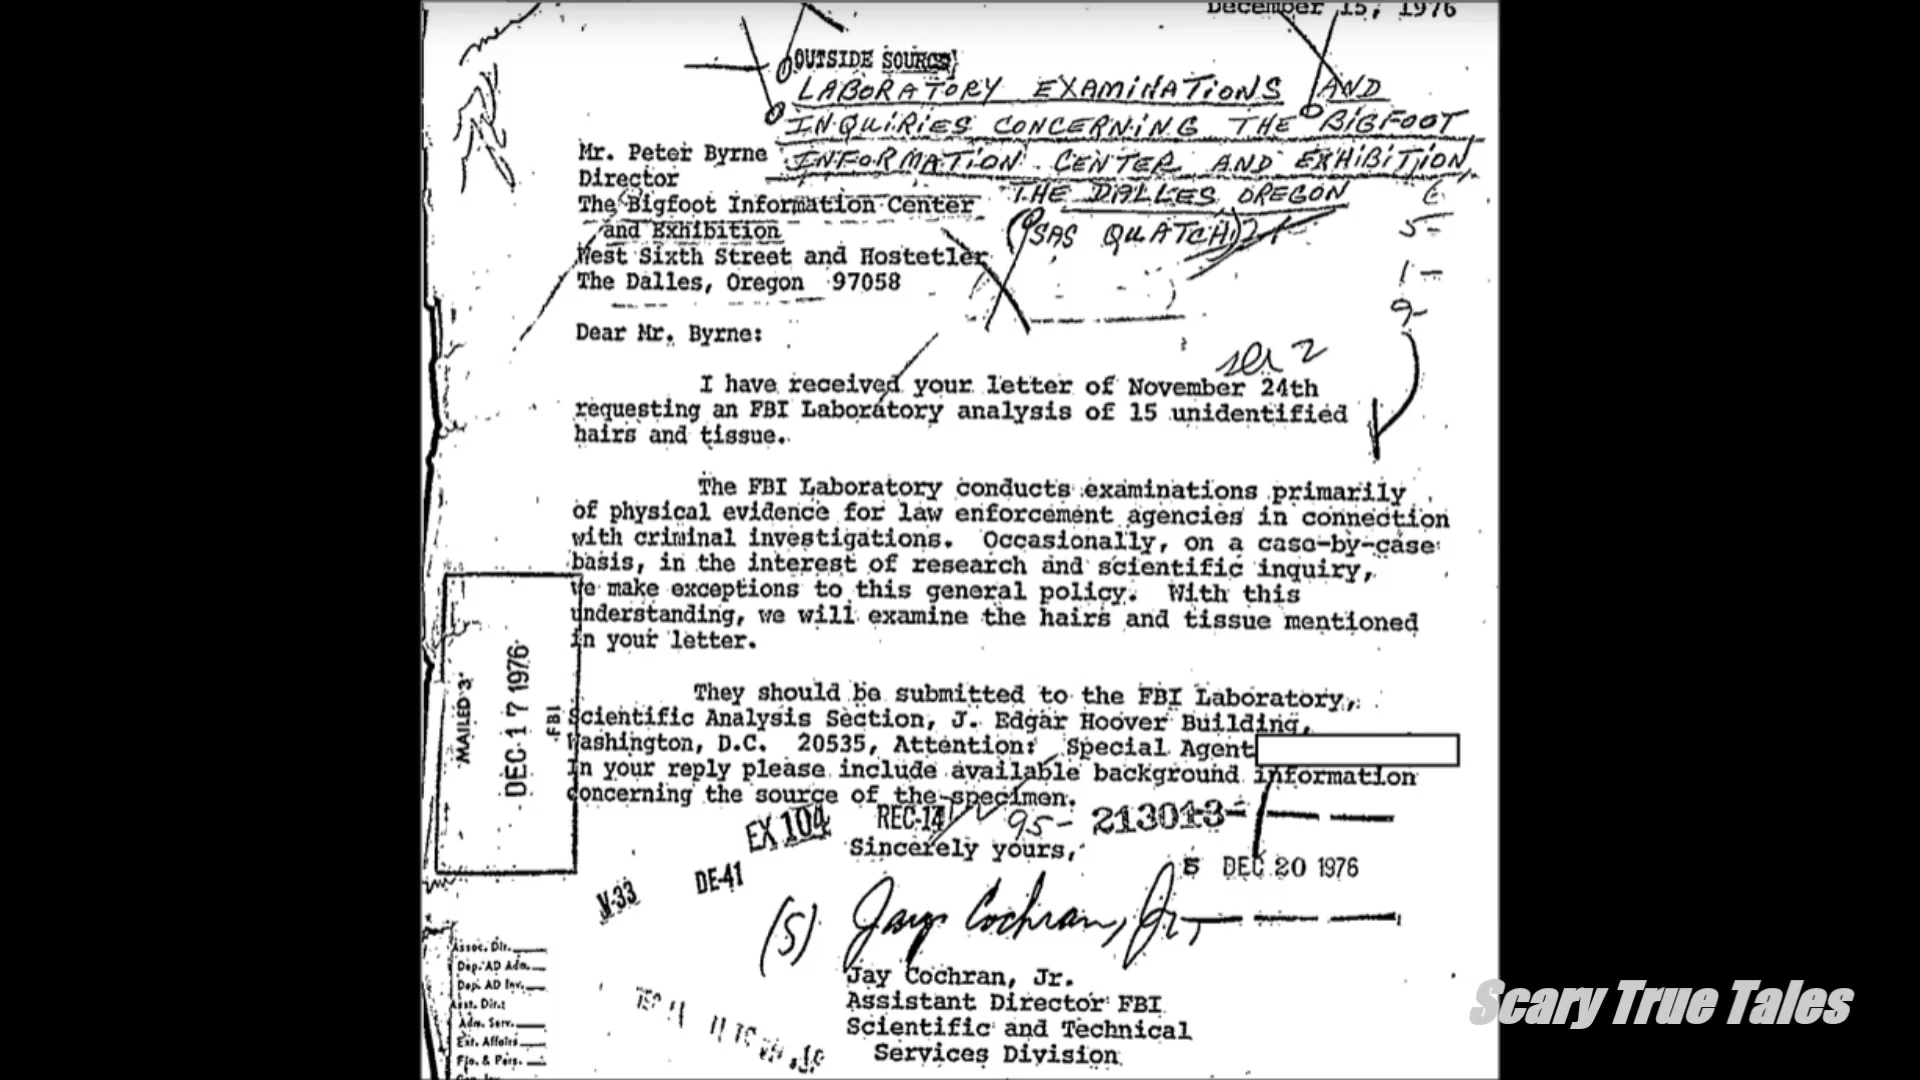 December 15, 1976
OUTSIDE SOURCE
LABORATORY EXAMINATIONS AND
INQUIRIES CONCERNING THE BIGFOOT
INFORMATION CENTER AND EXHIBITION,
THE DALLES OREGON
(SAS QUATCH)
5-
1-
9-
Mr. Peter Byrne
Director
The Bigfoot Information Center
and Exhibition
West Sixth Street and Hostetler
The Dalles, Oregon 97058
Dear Mr. Byrne:
I have received your letter of November 24th
requesting an FBI Laboratory analysis of 15 unidentified
hairs and tissue.
The FBI Laboratory conducts examinations primarily
of physical evidence for law enforcement agencies in connection
with criminal investigations. Occasionally, on a case-by-case
basis, in the interest of research and scientific inquiry,
we make exceptions to this general policy. With this
understanding, we will examine the hairs and tissue mentioned
in your letter.
They should be submitted to the FBI Laboratory,
Scientific Analysis Section, J. Edgar Hoover Building,
Washington, D.C. 20535, Attention: Special Agent
In your reply please include available background information
concerning the source of the specimen.
MAILED 3
DEC 17 1976
FBI
EX 104
REC-14
95-
213013-
Sincerely yours,
5 DEC 20 1976
DE-41
V-33
(S) Jay Cochran, Jr.
Jay Cochran, Jr.
Assistant Director FBI
Scientific and Technical
Services Division
Assoc. Dir.
Dep. AD Adm.
Dep. AD Inv.
Asst. Dir.:
Adm. Serv.
Ext. Affairs
Fin. & Pers.
Scary True Tales